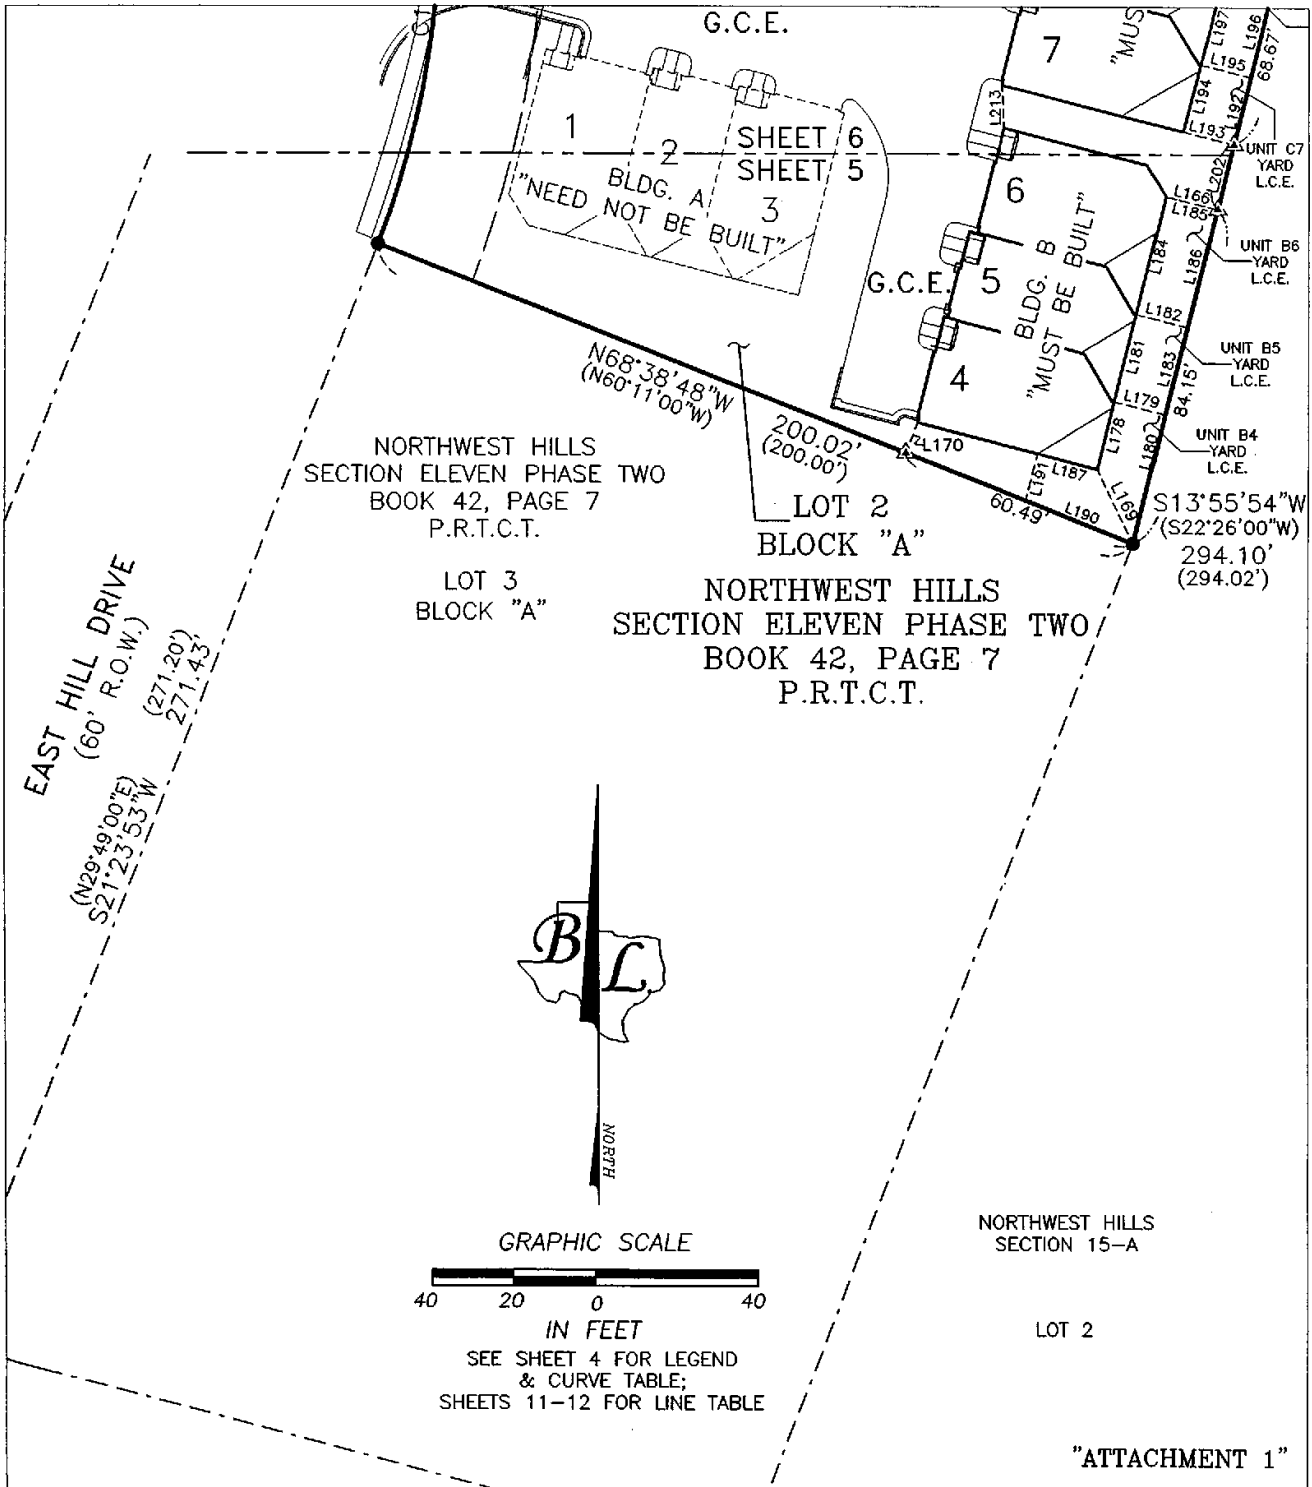 G.C.E.
7
"MUS
L197
L196
68.67'
L195
L194
L192
L193
L213
UNIT C7
YARD
L.C.E.
1
2
3
SHEET 6
SHEET 5
BLDG. A
"NEED NOT BE BUILT"
L202
L166
L185
6
5
4
BLDG. B
"MUST BE BUILT"
L184
L186
UNIT B6
YARD
L.C.E.
G.C.E.
L182
L181
L183
84.15'
UNIT B5
YARD
L.C.E.
L179
L178
L180
UNIT B4
YARD
L.C.E.
N68°38'48"W
(N60°11'00"W)
200.02'
(200.00')
L170
L191
L187
L169
60.49'
L190
S13°55'54"W
(S22°26'00"W)
294.10'
(294.02')
NORTHWEST HILLS
SECTION ELEVEN PHASE TWO
BOOK 42, PAGE 7
P.R.T.C.T.
LOT 3
BLOCK "A"
LOT 2
BLOCK "A"
NORTHWEST HILLS
SECTION ELEVEN PHASE TWO
BOOK 42, PAGE 7
P.R.T.C.T.
EAST HILL DRIVE
(60' R.O.W.)
(271.20')
271.43'
(N29°49'00"E)
S21°23'53"W
B L
NORTH
GRAPHIC SCALE
40 20 0 40
IN FEET
SEE SHEET 4 FOR LEGEND
& CURVE TABLE;
SHEETS 11-12 FOR LINE TABLE
NORTHWEST HILLS
SECTION 15-A
LOT 2
"ATTACHMENT 1"